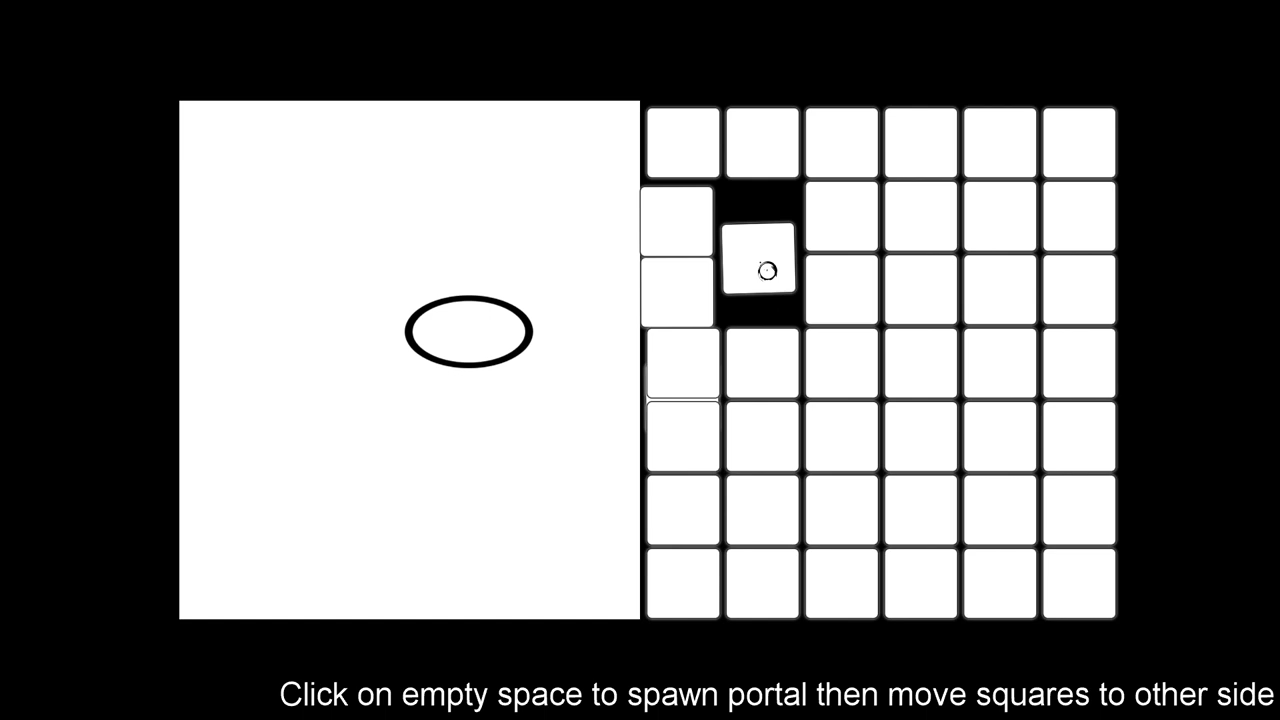 Click on empty space to spawn portal then move squares to other side